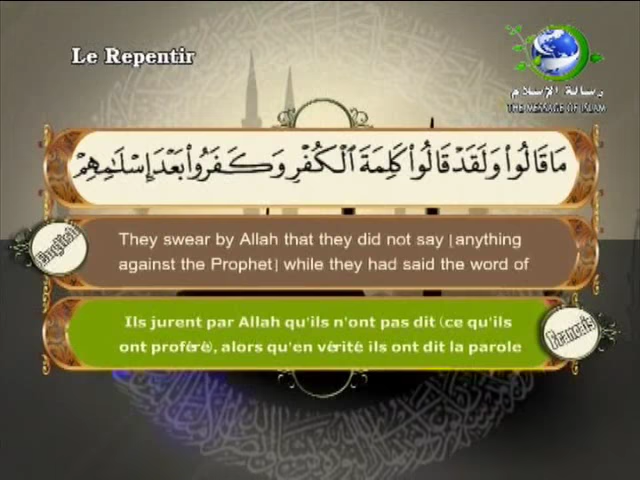 Le Repentir
رسالة الإسلام
THE MESSAGE OF ISLAM
مَا قَالُوا۟ وَلَقَدْ قَالُوا۟ كَلِمَةَ ٱلْكُفْرِ وَكَفَرُوا۟ بَعْدَ إِسْلَٰمِهِمْ
English
They swear by Allah that they did not say [anything
against the Prophet] while they had said the word of
Ils jurent par Allah qu'ils n'ont pas dit (ce qu'ils
ont proféré), alors qu'en vérité ils ont dit la parole
Francais